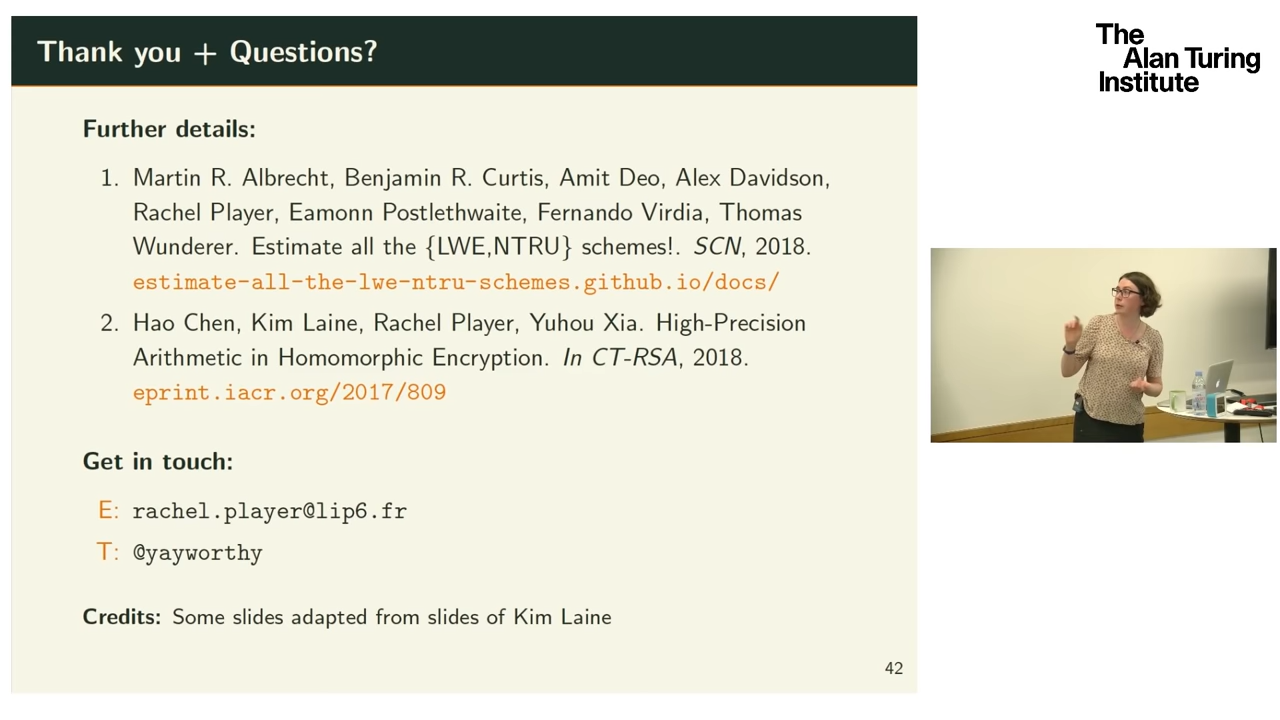 Thank you + Questions?
The
Alan Turing
Institute
Further details:
1. Martin R. Albrecht, Benjamin R. Curtis, Amit Deo, Alex Davidson,
Rachel Player, Eamonn Postlethwaite, Fernando Virdia, Thomas
Wunderer. Estimate all the {LWE,NTRU} schemes!. SCN, 2018.
estimate-all-the-lwe-ntru-schemes.github.io/docs/
2. Hao Chen, Kim Laine, Rachel Player, Yuhou Xia. High-Precision
Arithmetic in Homomorphic Encryption. In CT-RSA, 2018.
eprint.iacr.org/2017/809
Get in touch:
E: rachel.player@lip6.fr
T: @yayworthy
Credits: Some slides adapted from slides of Kim Laine
42